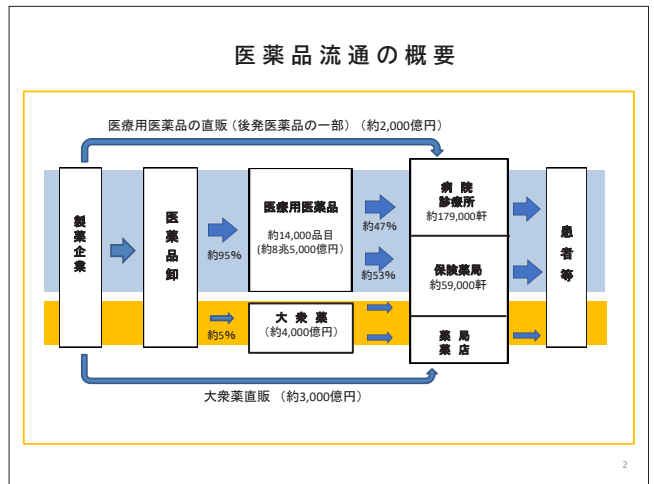 医薬品流通の概要
医療用医薬品の直販（後発医薬品の一部）（約2,000億円）
製薬企業
医薬品卸
約95%
医療用医薬品
約14,000品目
(約8兆5,000億円)
約47%
約53%
病院
診療所
約179,000軒
保険薬局
約59,000軒
患者等
約5%
大衆薬
（約4,000億円）
薬局
薬店
大衆薬直販 （約3,000億円）
2